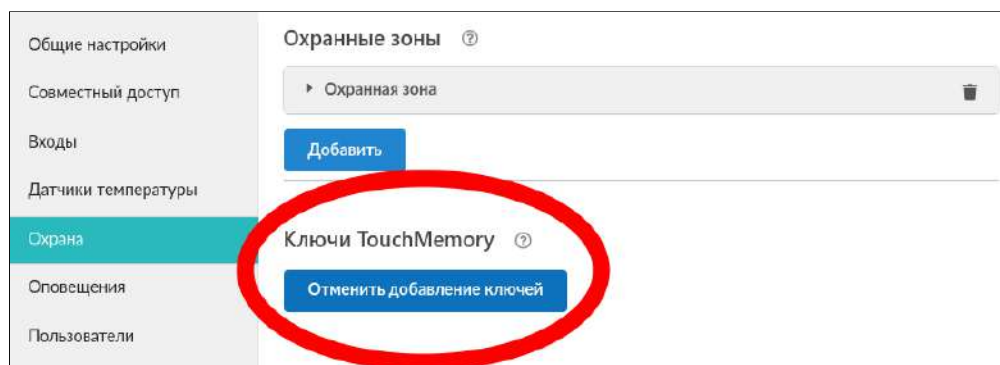 Общие настройки
Совместный доступ
Входы
Датчики температуры
Охрана
Оповещения
Пользователи
Охранные зоны
Охранная зона
Добавить
Ключи TouchMemory
Отменить добавление ключей